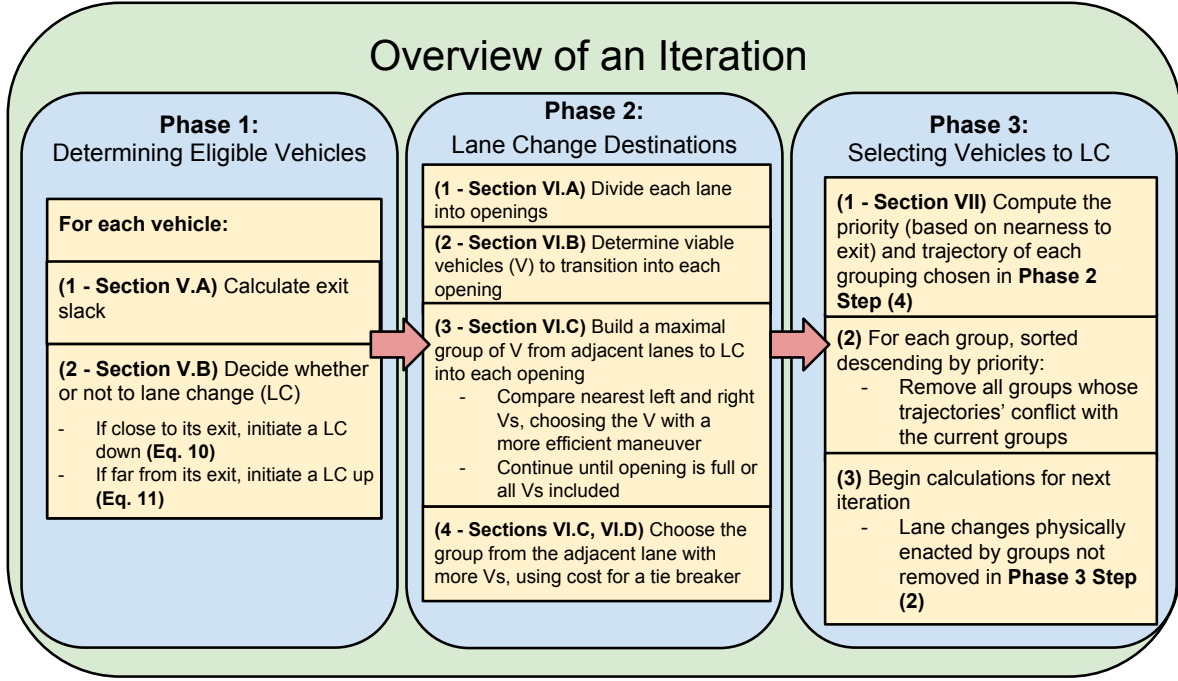 Overview of an Iteration
Phase 1:
Determining Eligible Vehicles
For each vehicle:
(1 - Section V.A) Calculate exit
slack
(2 - Section V.B) Decide whether
or not to lane change (LC)
- If close to its exit, initiate a LC
down (Eq. 10)
- If far from its exit, initiate a LC up
(Eq. 11)
Phase 2:
Lane Change Destinations
(1 - Section VI.A) Divide each lane
into openings
(2 - Section VI.B) Determine viable
vehicles (V) to transition into each
opening
(3 - Section VI.C) Build a maximal
group of V from adjacent lanes to LC
into each opening
- Compare nearest left and right
Vs, choosing the V with a
more efficient maneuver
- Continue until opening is full or
all Vs included
(4 - Sections VI.C, VI.D) Choose the
group from the adjacent lane with
more Vs, using cost for a tie breaker
Phase 3:
Selecting Vehicles to LC
(1 - Section VII) Compute the
priority (based on nearness to
exit) and trajectory of each
grouping chosen in Phase 2
Step (4)
(2) For each group, sorted
descending by priority:
- Remove all groups whose
trajectories’ conflict with
the current groups
(3) Begin calculations for next
iteration
- Lane changes physically
enacted by groups not
removed in Phase 3 Step
(2)